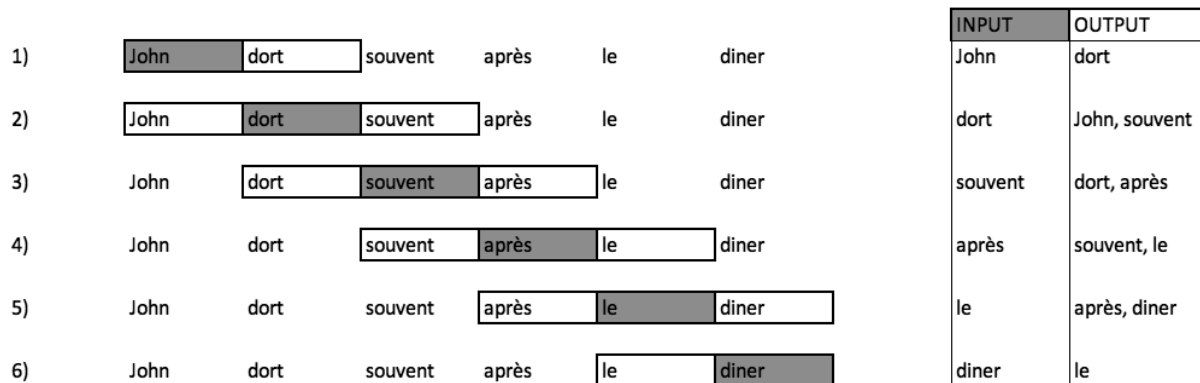 INPUT OUTPUT
1) John dort souvent après le diner John dort
2) John dort souvent après le diner dort John, souvent
3) John dort souvent après le diner souvent dort, après
4) John dort souvent après le diner après souvent, le
5) John dort souvent après le diner le après, diner
6) John dort souvent après le diner diner le